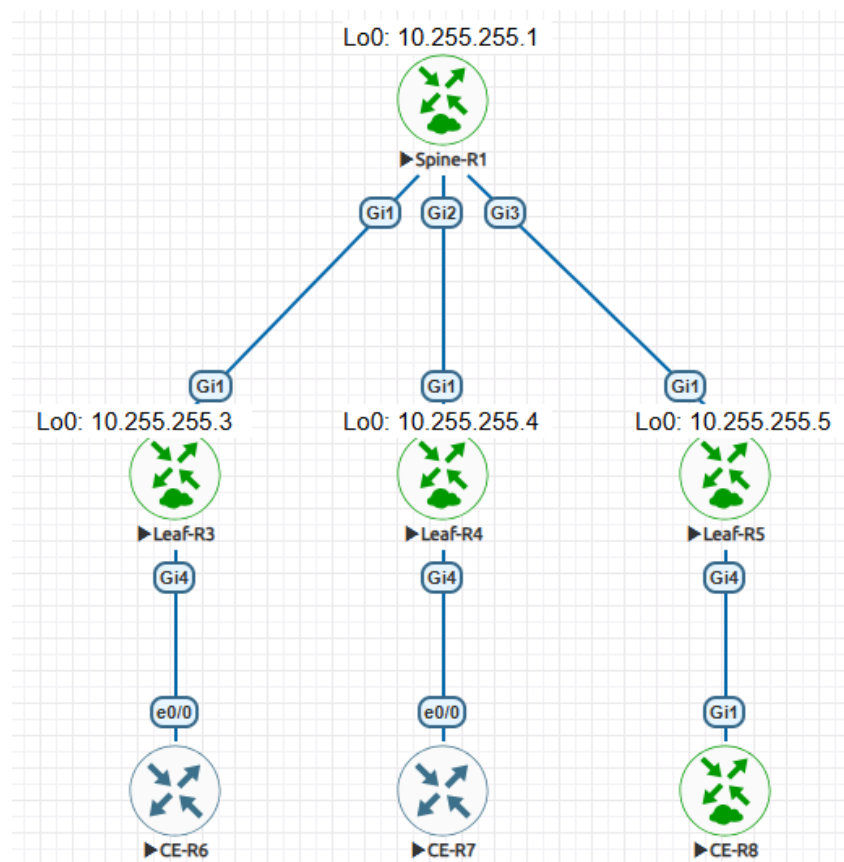 Lo0: 10.255.255.1
Spine-R1
Gi1 Gi2 Gi3
Gi1 Gi1 Gi1
Lo0: 10.255.255.3 Lo0: 10.255.255.4 Lo0: 10.255.255.5
Leaf-R3 Leaf-R4 Leaf-R5
Gi4 Gi4 Gi4
e0/0 e0/0 Gi1
CE-R6 CE-R7 CE-R8